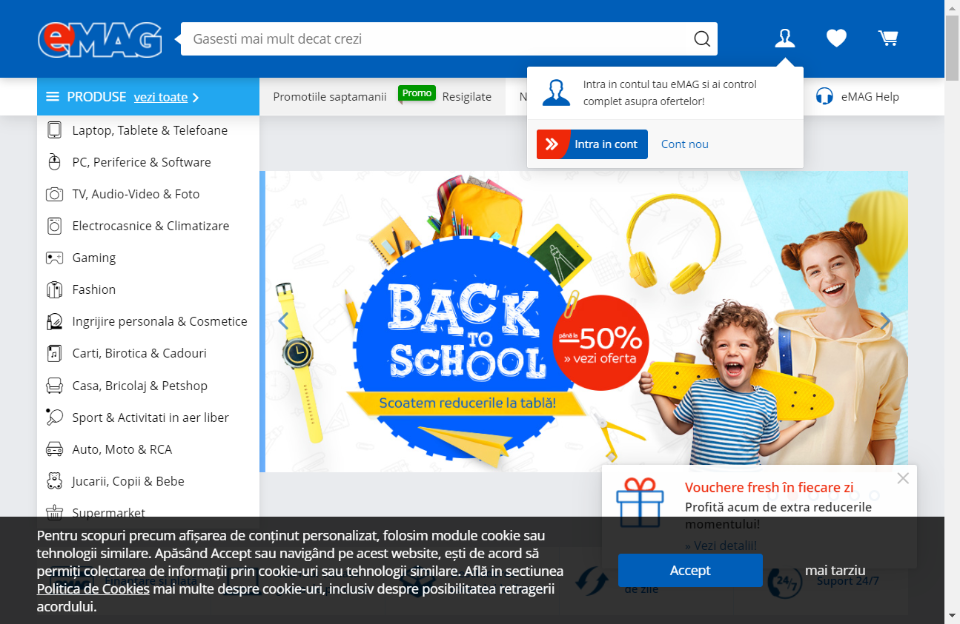 eMAG
Gasesti mai mult decat crezi
PRODUSE vezi toate
Promotiile saptamanii
Promo
Resigilate
N
eMAG Help
Intra in contul tau eMAG si ai control
complet asupra ofertelor!
Intra in cont
Cont nou
Laptop, Tablete & Telefoane
PC, Periferice & Software
TV, Audio-Video & Foto
Electrocasnice & Climatizare
Gaming
Fashion
Ingrijire personala & Cosmetice
Carti, Birotica & Cadouri
Casa, Bricolaj & Petshop
Sport & Activitati in aer liber
Auto, Moto & RCA
Jucarii, Copii & Bebe
Supermarket
BACK
TO
SCHOOL
Scoatem reducerile la tablă!
până la -50%
» vezi oferta
Vouchere fresh în fiecare zi
Profită acum de extra reducerile
momentului!
» Vezi detalii!
Pentru scopuri precum afișarea de conținut personalizat, folosim module cookie sau
tehnologii similare. Apăsând Accept sau navigând pe acest website, ești de acord să
permiți colectarea de informații prin cookie-uri sau tehnologii similare. Află in sectiunea
Politica de Cookies mai multe despre cookie-uri, inclusiv despre posibilitatea retragerii
acordului.
Accept
mai tarziu
de zile
24/7
Suport 24/7